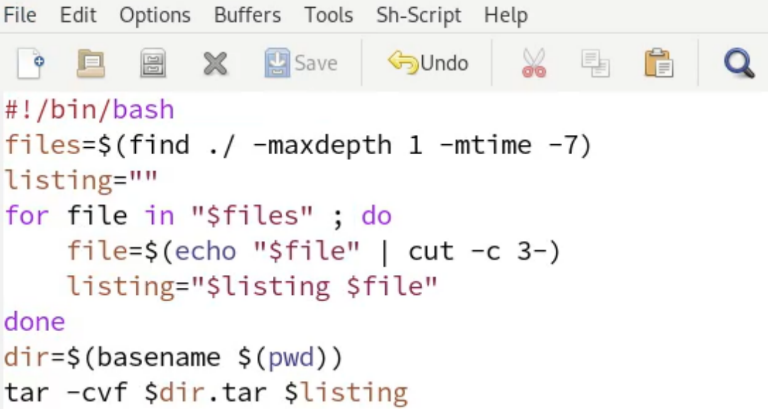 File Edit Options Buffers Tools Sh-Script Help
Save Undo
#!/bin/bash
files=$(find ./ -maxdepth 1 -mtime -7)
listing=""
for file in "$files" ; do
    file=$(echo "$file" | cut -c 3-)
    listing="$listing $file"
done
dir=$(basename $(pwd))
tar -cvf $dir.tar $listing